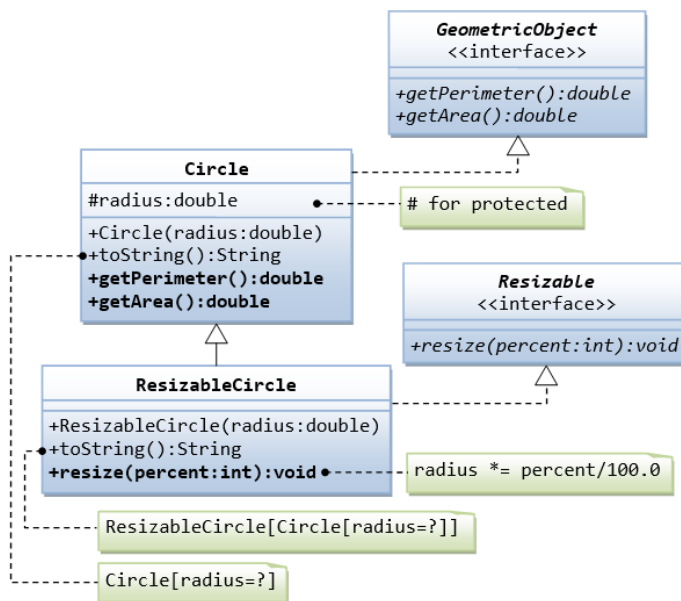 GeometricObject
<<interface>>
+getPerimeter():double
+getArea():double
Circle
#radius:double
# for protected
+Circle(radius:double)
+toString():String
+getPerimeter():double
+getArea():double
Resizable
<<interface>>
+resize(percent:int):void
ResizableCircle
+ResizableCircle(radius:double)
+toString():String
+resize(percent:int):void
radius *= percent/100.0
ResizableCircle[Circle[radius=?]]
Circle[radius=?]